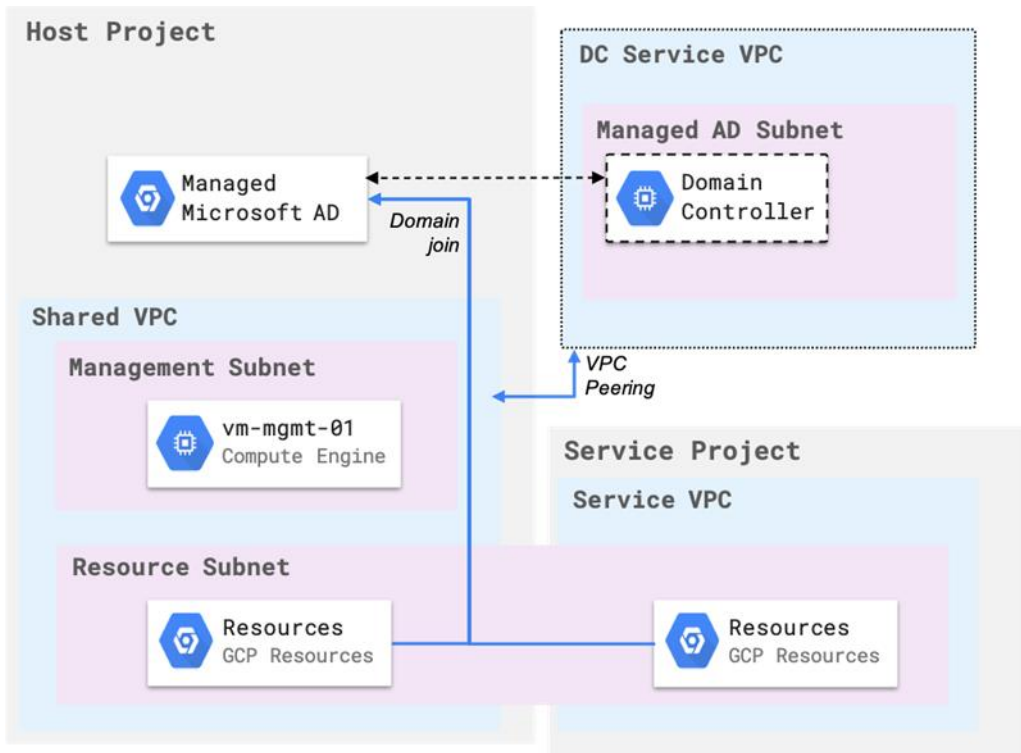 Host Project
DC Service VPC
Managed AD Subnet
Managed
Microsoft AD
Domain
Controller
Domain
join
Shared VPC
Management Subnet
VPC
Peering
vm-mgmt-01
Compute Engine
Service Project
Service VPC
Resource Subnet
Resources
GCP Resources
Resources
GCP Resources